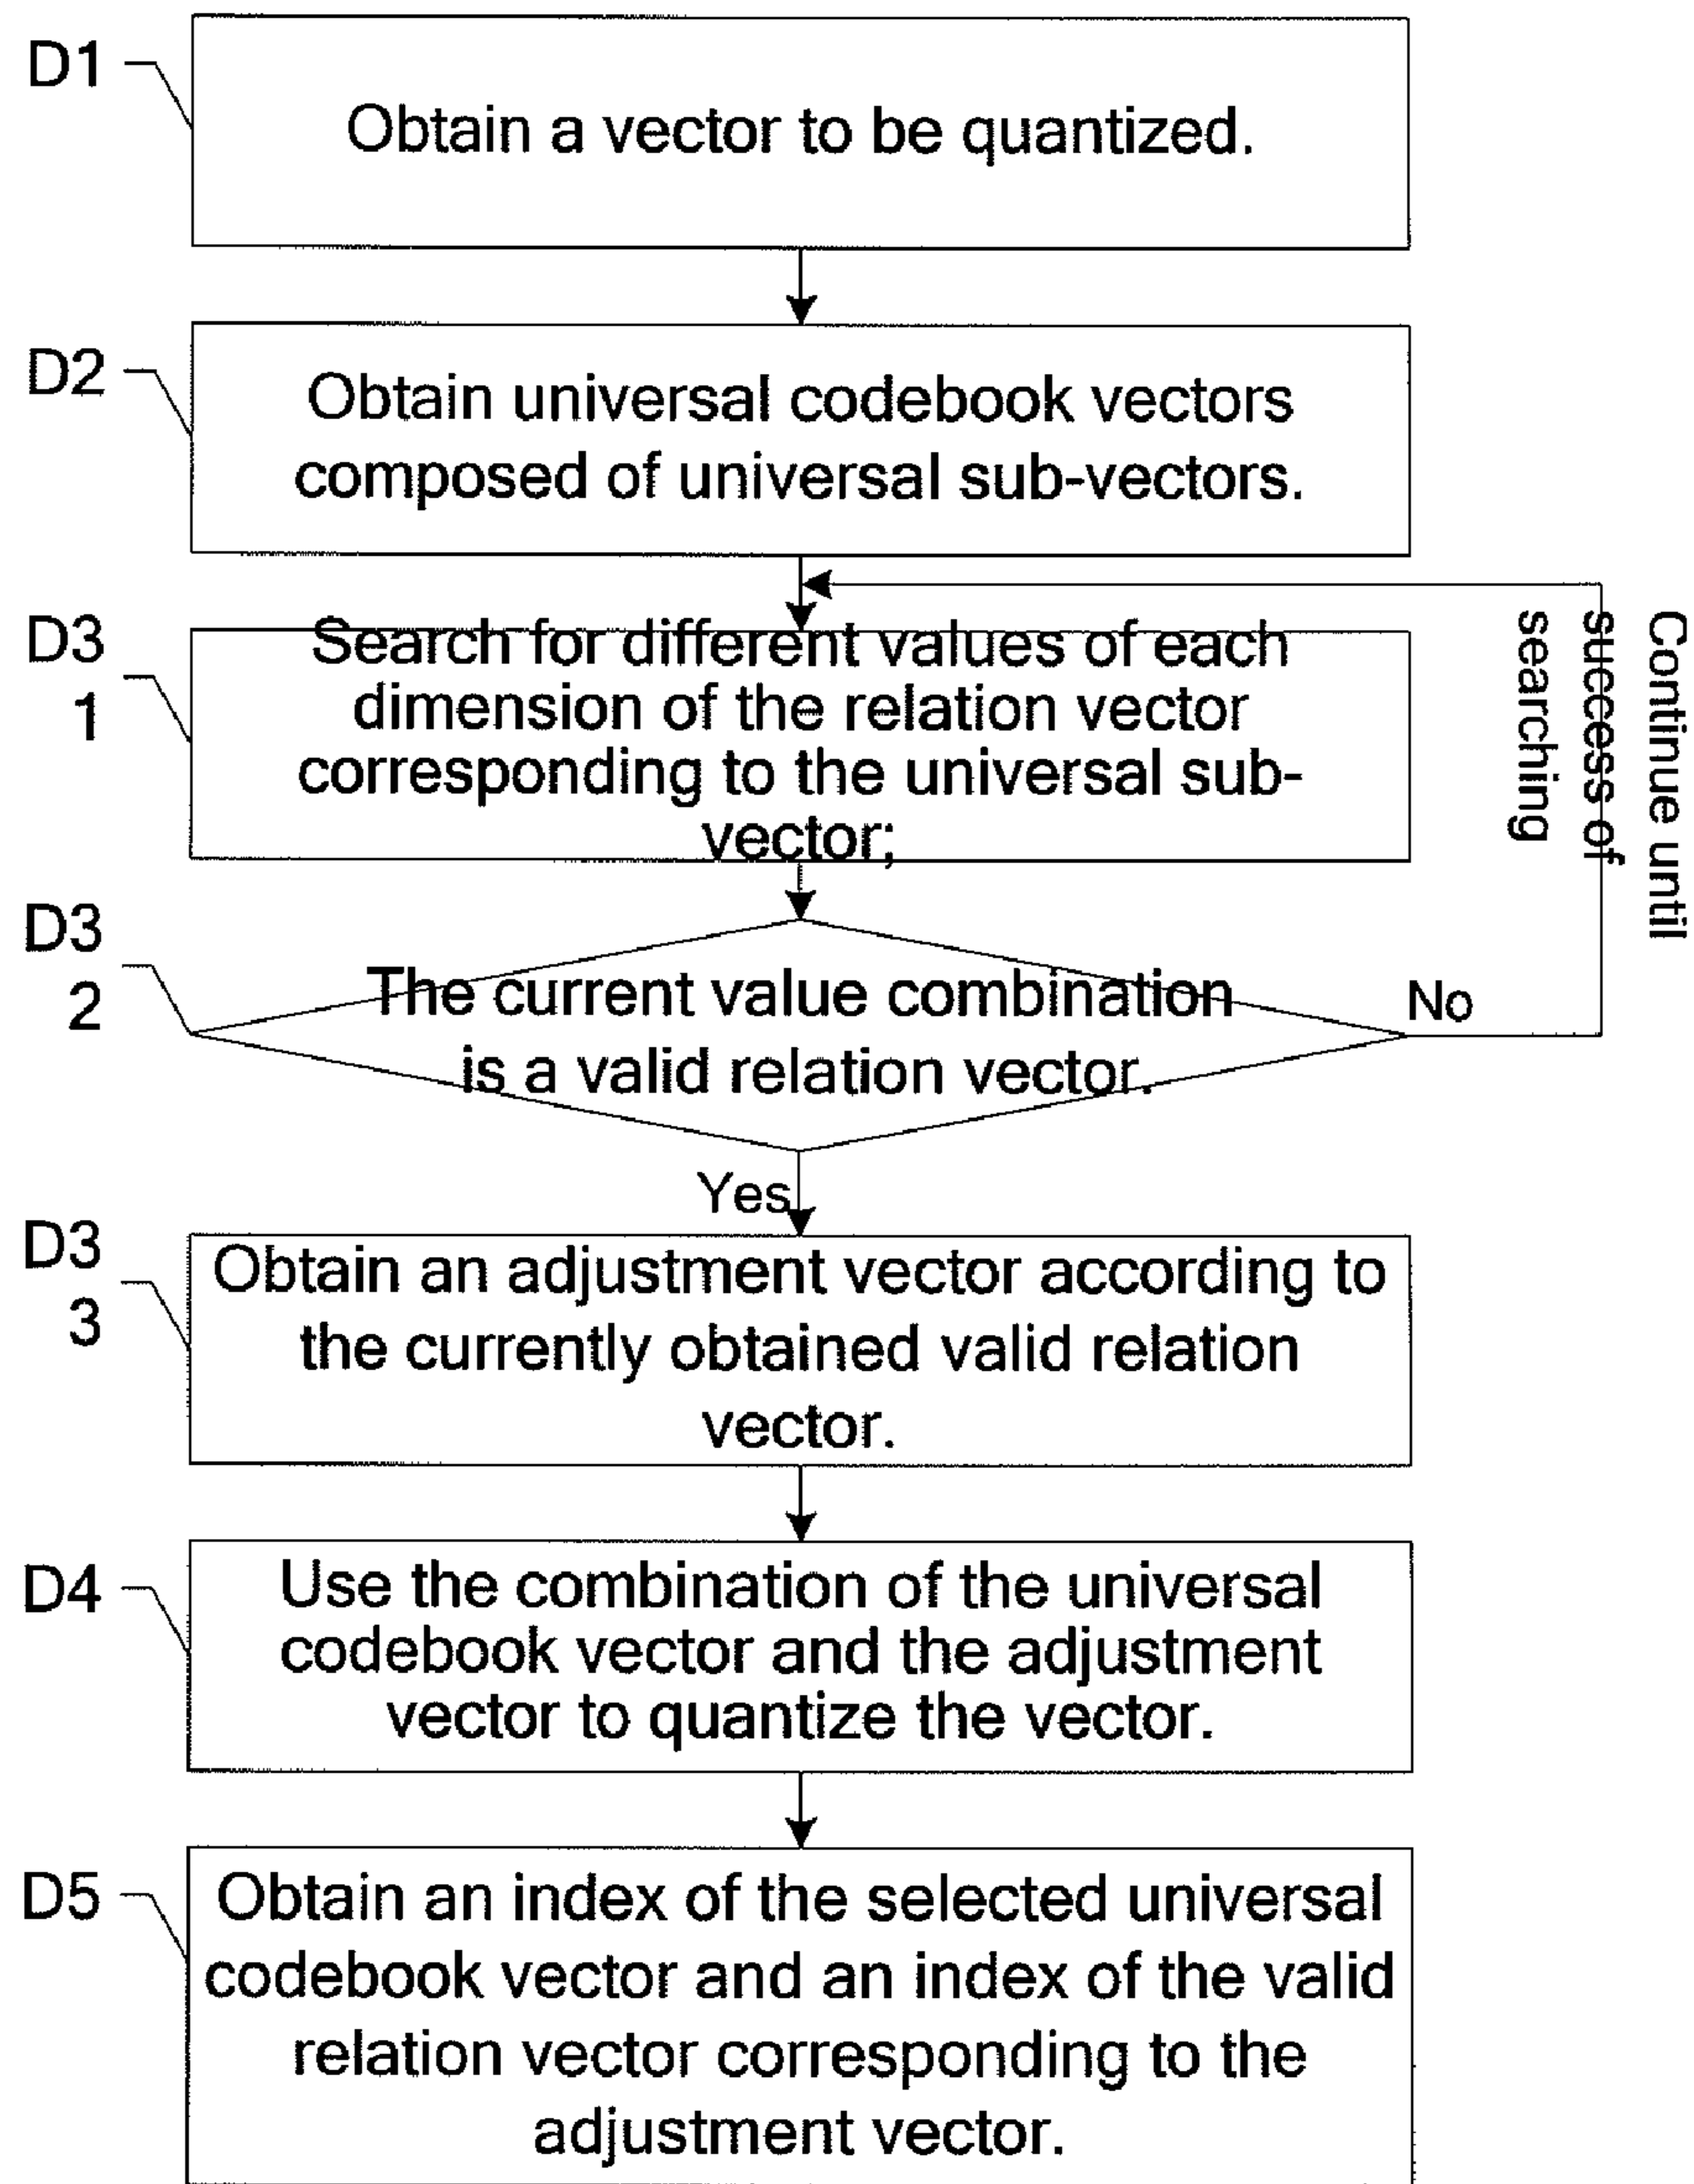 D1
Obtain a vector to be quantized.
D2
Obtain universal codebook vectors
composed of universal sub-vectors.
D3
1
Search for different values of each
dimension of the relation vector
corresponding to the universal sub-
vector;
Continue until
success of
searching
D3
2
The current value combination
is a valid relation vector.
No
Yes
D3
3
Obtain an adjustment vector according to
the currently obtained valid relation
vector.
D4
Use the combination of the universal
codebook vector and the adjustment
vector to quantize the vector.
D5
Obtain an index of the selected universal
codebook vector and an index of the valid
relation vector corresponding to the
adjustment vector.